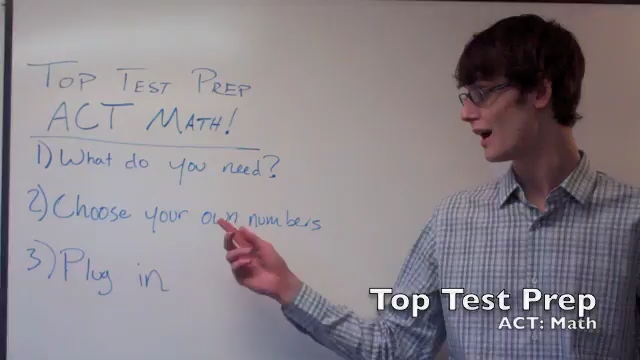 TOP TEST PREP
ACT MATH!
1) What do you need?
2) Choose your own numbers
3) Plug in
Top Test Prep
ACT: Math